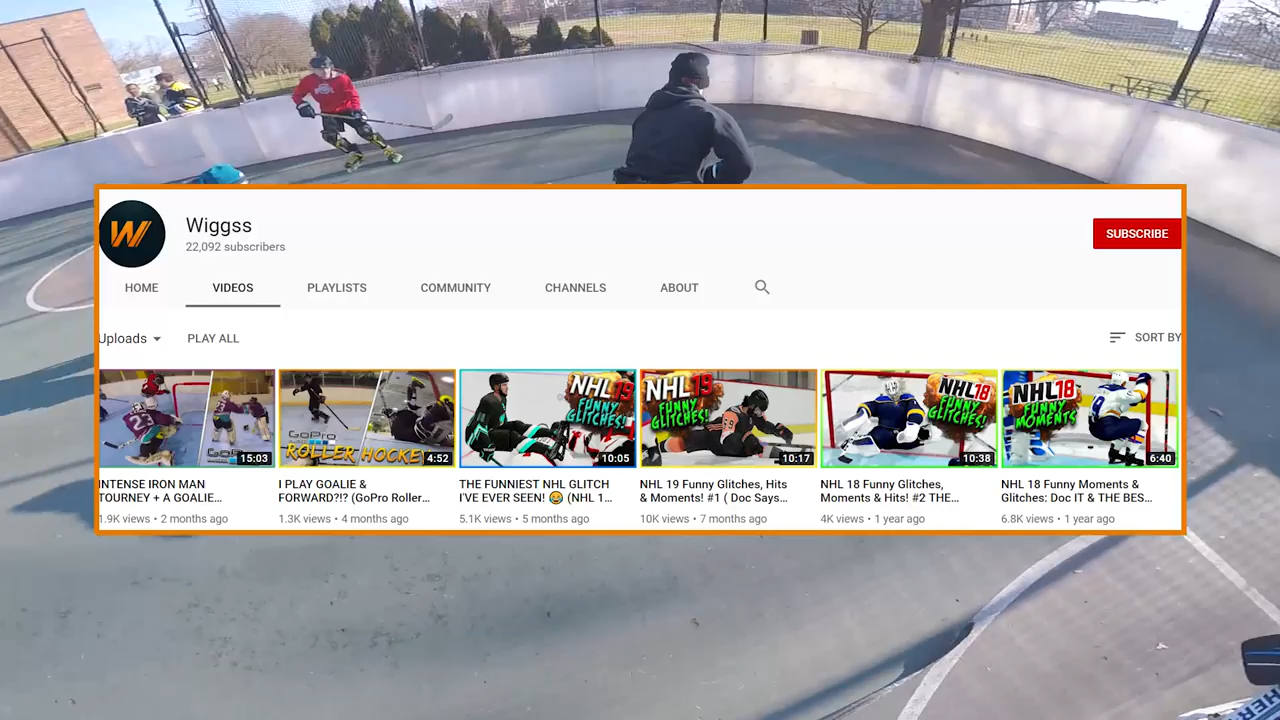 Wiggss
22,092 subscribers
SUBSCRIBE
HOME VIDEOS PLAYLISTS COMMUNITY CHANNELS ABOUT
Uploads PLAY ALL SORT BY
NHL 19 FUNNY GLITCHES!
NHL 19 FUNNY GLITCHES!
NHL 18 FUNNY GLITCHES!
NHL 18 FUNNY MOMENTS
23
GoPro
ROLLER HOCKEY
69
9
15:03 4:52 10:05 10:17 10:38 6:40
INTENSE IRON MAN
TOURNEY + A GOALIE...
1.9K views • 2 months ago
I PLAY GOALIE &
FORWARD?!? (GoPro Roller...
1.3K views • 4 months ago
THE FUNNIEST NHL GLITCH
I'VE EVER SEEN! 😂 (NHL 1...
5.1K views • 5 months ago
NHL 19 Funny Glitches, Hits
& Moments! #1 ( Doc Says...
10K views • 7 months ago
NHL 18 Funny Glitches,
Moments & Hits! #2 THE...
4K views • 1 year ago
NHL 18 Funny Moments &
Glitches: Doc IT & THE BES...
6.8K views • 1 year ago